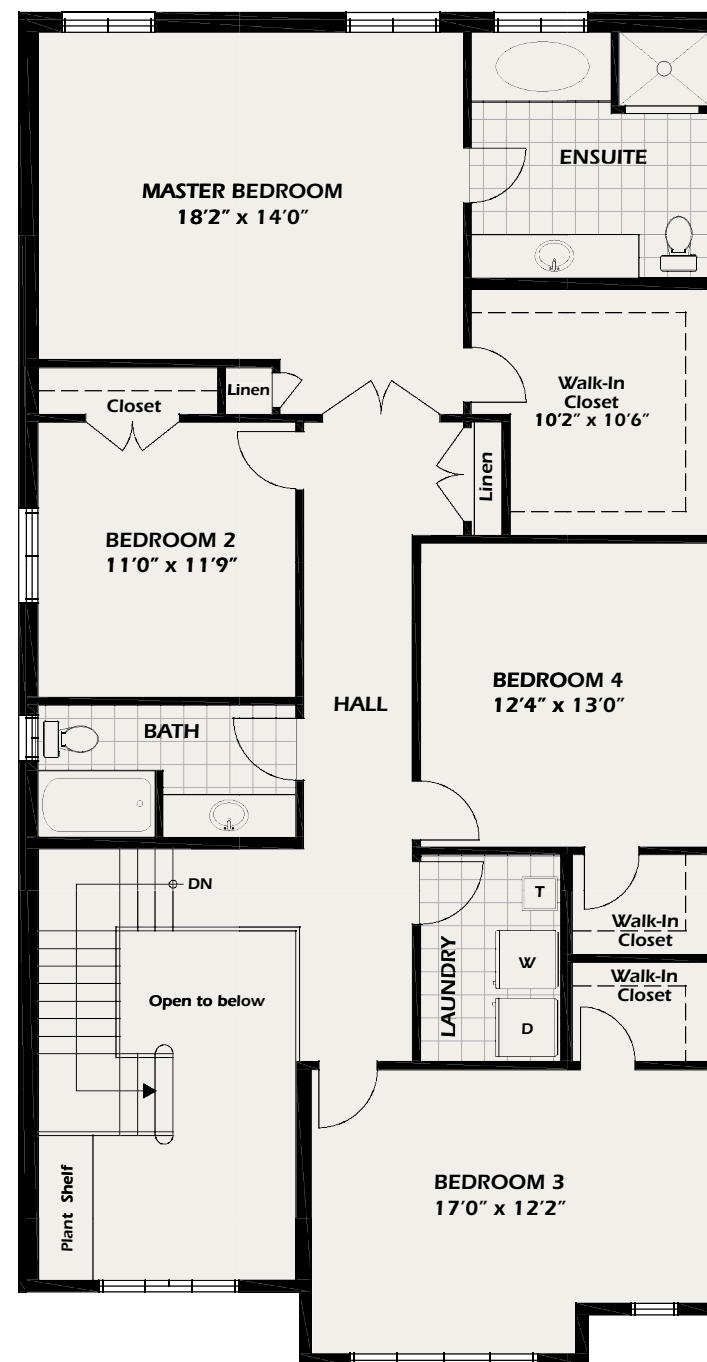 ENSUITE
MASTER BEDROOM
18'2" x 14'0"
Walk-In
Closet
10'2" x 10'6"
Linen
Closet
Linen
BEDROOM 2
11'0" x 11'9"
BEDROOM 4
12'4" x 13'0"
HALL
BATH
DN
T
Walk-In
Closet
LAUNDRY
W
Walk-In
Closet
Open to below
D
BEDROOM 3
17'0" x 12'2"
Plant Shelf